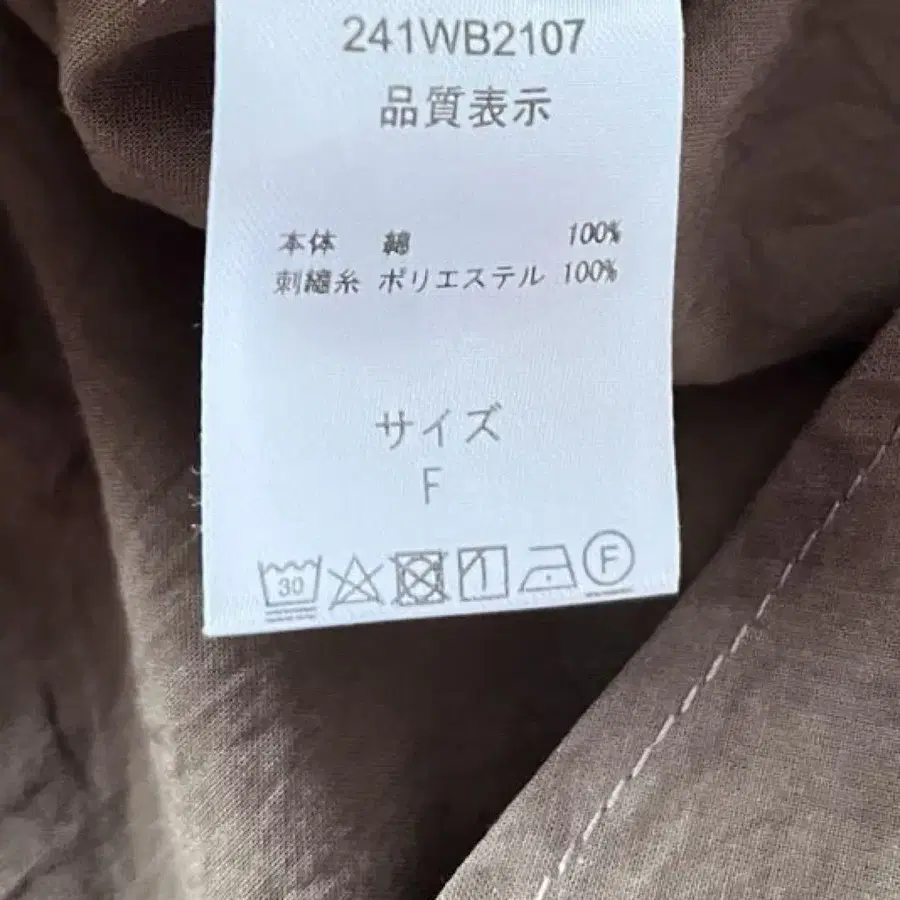 241WB2107
品質表示
本体 綿 100%
刺繍糸 ポリエステル 100%
サイズ
F
30 F